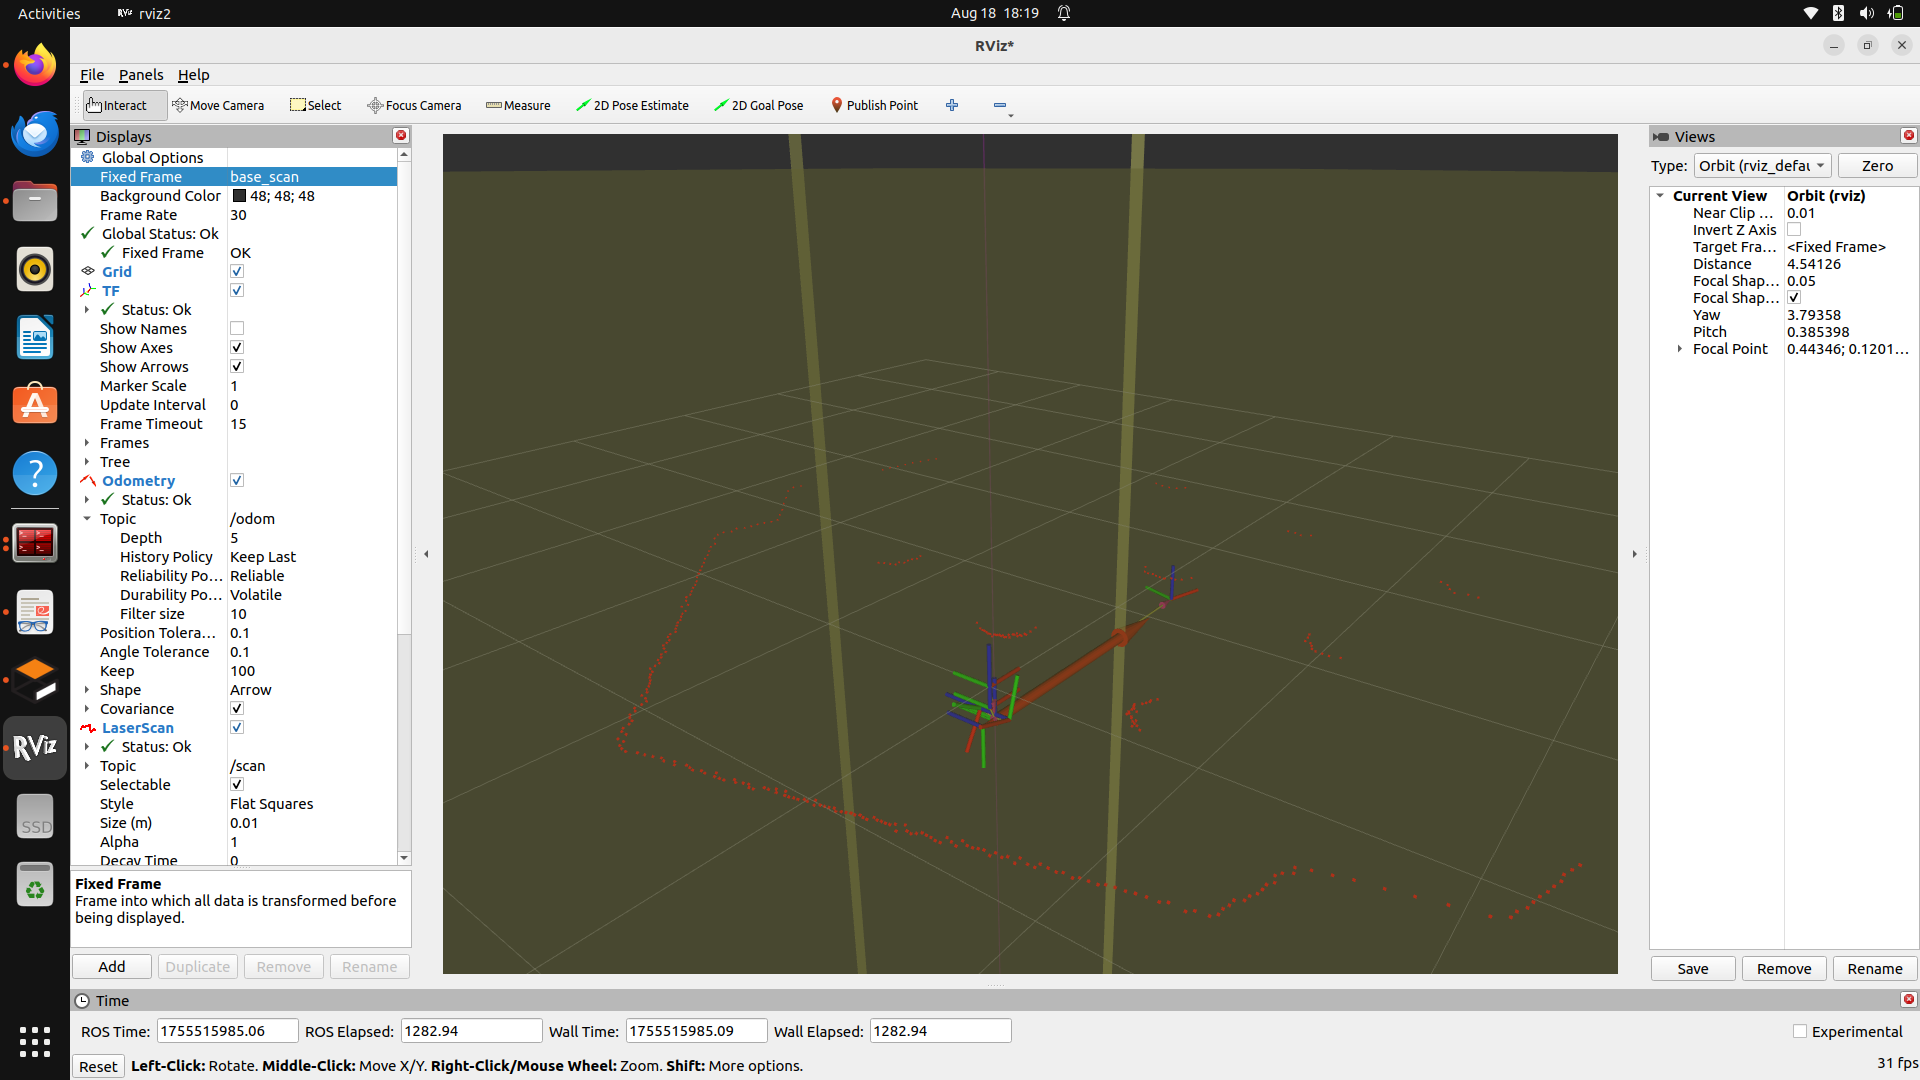 Activities
rviz2
Aug 18 18:19
RViz*
File Panels Help
Interact
Move Camera
Select
Focus Camera
Measure
2D Pose Estimate
2D Goal Pose
Publish Point
Displays
Global Options
Fixed Frame base_scan
Background Color 48; 48; 48
Frame Rate 30
Global Status: Ok
Fixed Frame OK
Grid
TF
Status: Ok
Show Names
Show Axes
Show Arrows
Marker Scale 1
Update Interval 0
Frame Timeout 15
Frames
Tree
Odometry
Status: Ok
Topic /odom
Depth 5
History Policy Keep Last
Reliability Po... Reliable
Durability Po... Volatile
Filter size 10
Position Tolera... 0.1
Angle Tolerance 0.1
Keep 100
Shape Arrow
Covariance
LaserScan
Status: Ok
Topic /scan
Selectable
Style Flat Squares
Size (m) 0.01
Alpha 1
Decay Time 0
Fixed Frame
Frame into which all data is transformed before
being displayed.
Add Duplicate Remove Rename
Views
Type: Orbit (rviz_defau Zero
Current View Orbit (rviz)
Near Clip ... 0.01
Invert Z Axis
Target Fra... <Fixed Frame>
Distance 4.54126
Focal Shap... 0.05
Focal Shap...
Yaw 3.79358
Pitch 0.385398
Focal Point 0.44346; 0.1201...
Save Remove Rename
RViz
SSD
Time
ROS Time: 1755515985.06 ROS Elapsed: 1282.94 Wall Time: 1755515985.09 Wall Elapsed: 1282.94 Experimental
Reset Left-Click: Rotate. Middle-Click: Move X/Y. Right-Click/Mouse Wheel: Zoom. Shift: More options. 31 fps